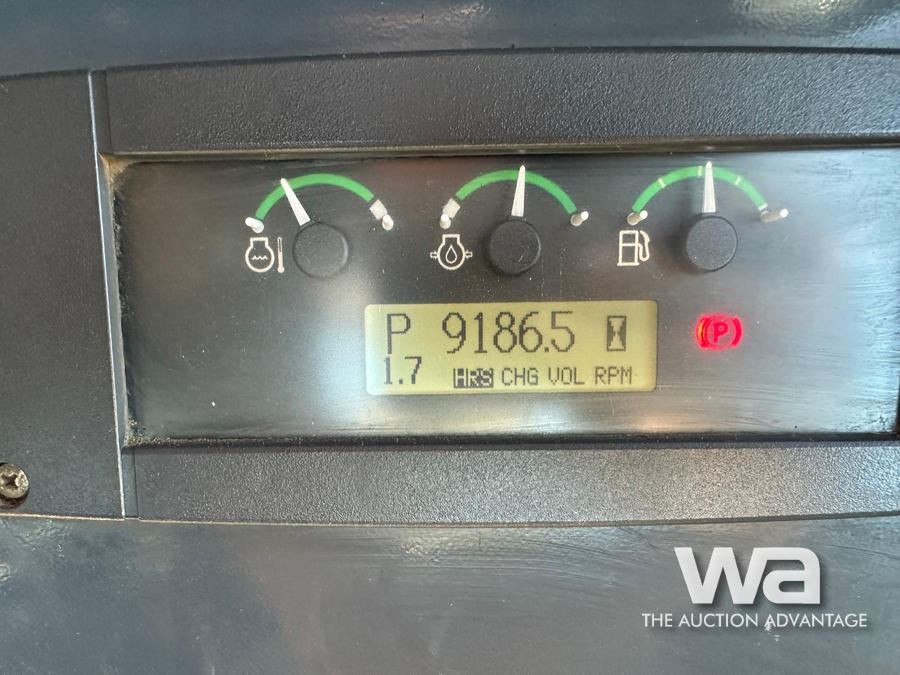 P 9186.5
1.7 HRS CHG VOL RPM
P
wa
THE AUCTION ADVANTAGE